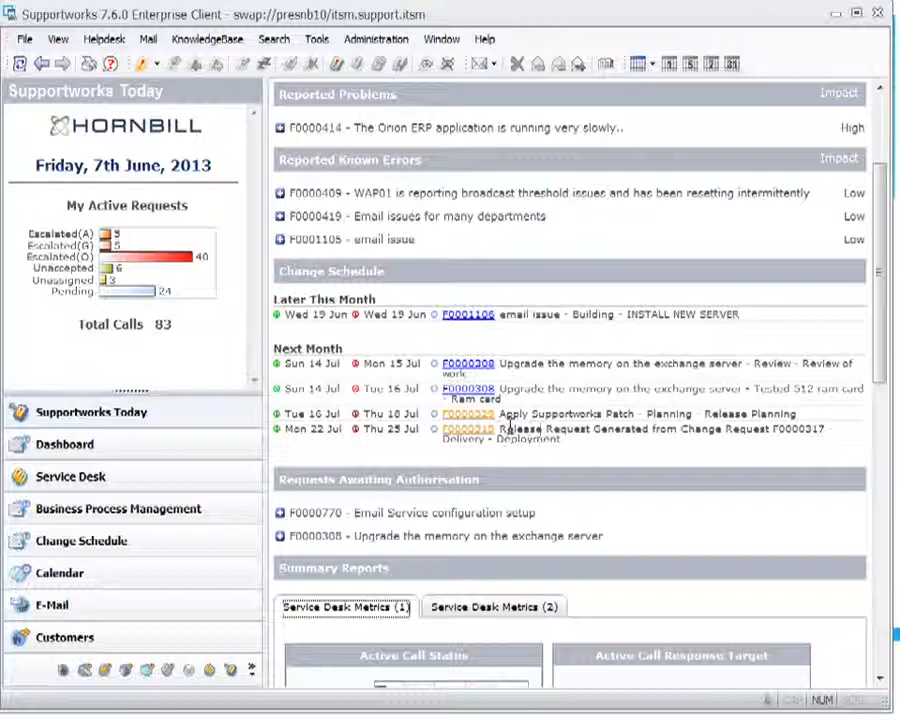 Supportworks 7.6.0 Enterprise Client - swap://presnb10/itsm.support.itsm
File View Helpdesk Mail KnowledgeBase Search Tools Administration Window Help
Supportworks Today
HORNBILL
Friday, 7th June, 2013
My Active Requests
Escalated(A) 5
Escalated(G) 5
Escalated(O) 40
Unaccepted 6
Unassigned 3
Pending 24
Total Calls 83
Supportworks Today
Dashboard
Service Desk
Business Process Management
Change Schedule
Calendar
E-Mail
Customers
Reported Problems Impact
F0000414 - The Orion ERP application is running very slowly.. High
Reported Known Errors Impact
F0000409 - WAP01 is reporting broadcast threshold issues and has been resetting intermittently Low
F0000419 - Email issues for many departments Low
F0001105 - email issue Low
Change Schedule
Later This Month
Wed 19 Jun Wed 19 Jun F0001106 email issue - Building - INSTALL NEW SERVER
Next Month
Sun 14 Jul Mon 15 Jul F0000308 Upgrade the memory on the exchange server - Review - Review of
work
Sun 14 Jul Tue 16 Jul F0000308 Upgrade the memory on the exchange server - Tested 512 ram card
- Ram card
Tue 16 Jul Thu 18 Jul Apply Supportworks Patch - Planning - Release Planning
Mon 22 Jul Thu 25 Jul Release Request Generated from Change Request F0000317 -
Delivery - Deployment
Requests Awaiting Authorisation
F0000770 - Email Service configuration setup
F0000308 - Upgrade the memory on the exchange server
Summary Reports
Service Desk Metrics (1) Service Desk Metrics (2)
Active Call Status Active Call Response Target
CAP NUM SCRL